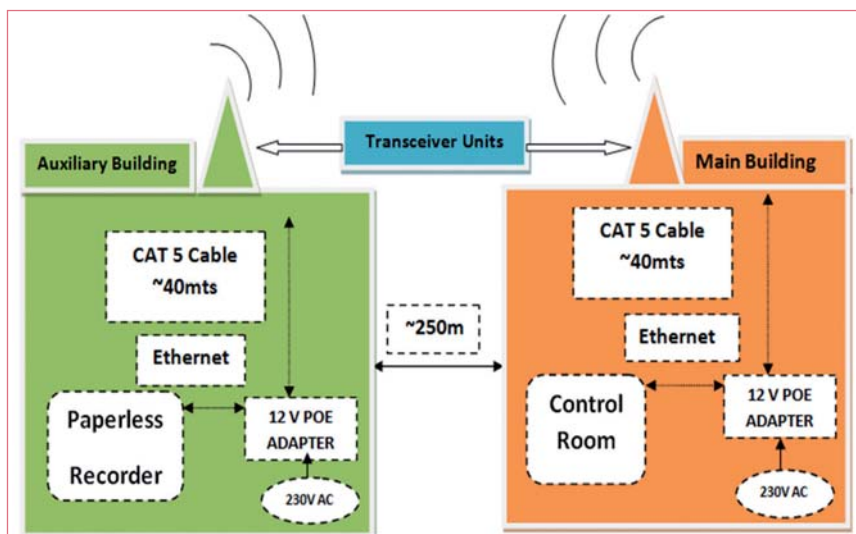 Transceiver Units
Auxiliary Building
Main Building
CAT 5 Cable
~40mts
Ethernet
Paperless
Recorder
12 V POE
ADAPTER
230V AC
~250m
CAT 5 Cable
~40mts
Ethernet
Control
Room
12 V POE
ADAPTER
230V AC